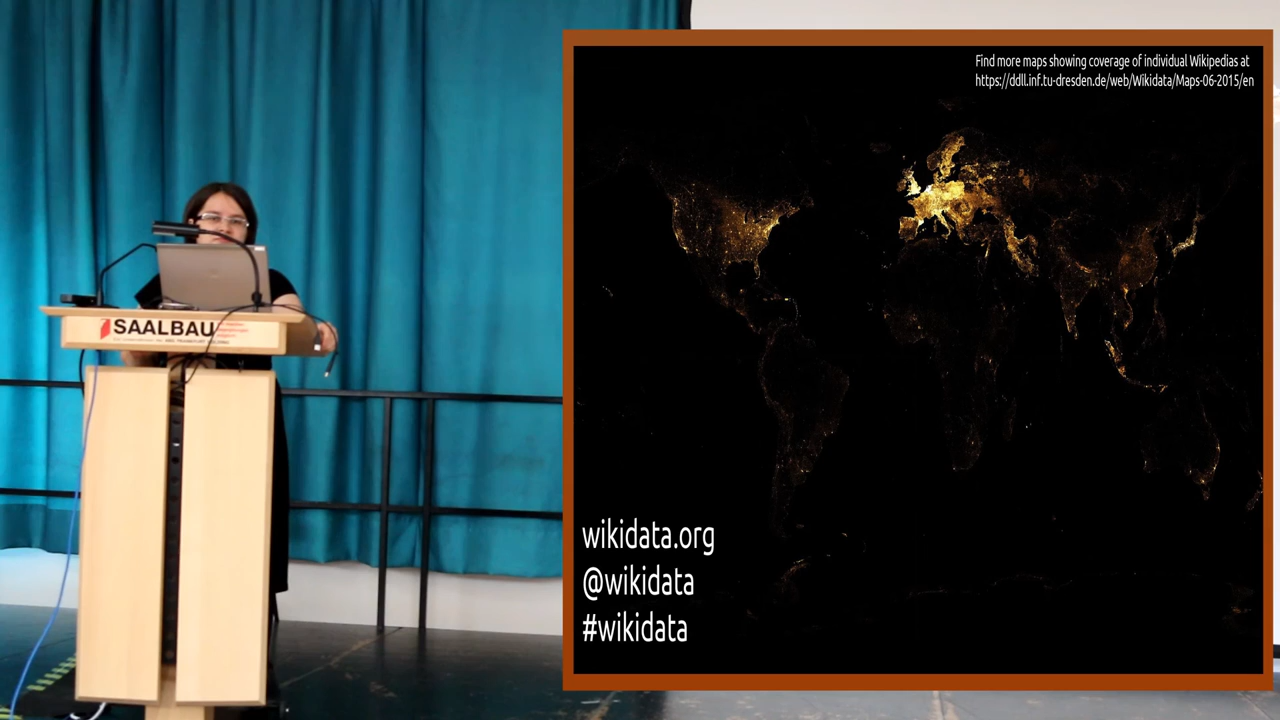 SAALBAU
Find more maps showing coverage of individual Wikipedias at
https://ddll.inf.tu-dresden.de/web/Wikidata/Maps-06-2015/en
wikidata.org
@wikidata
#wikidata